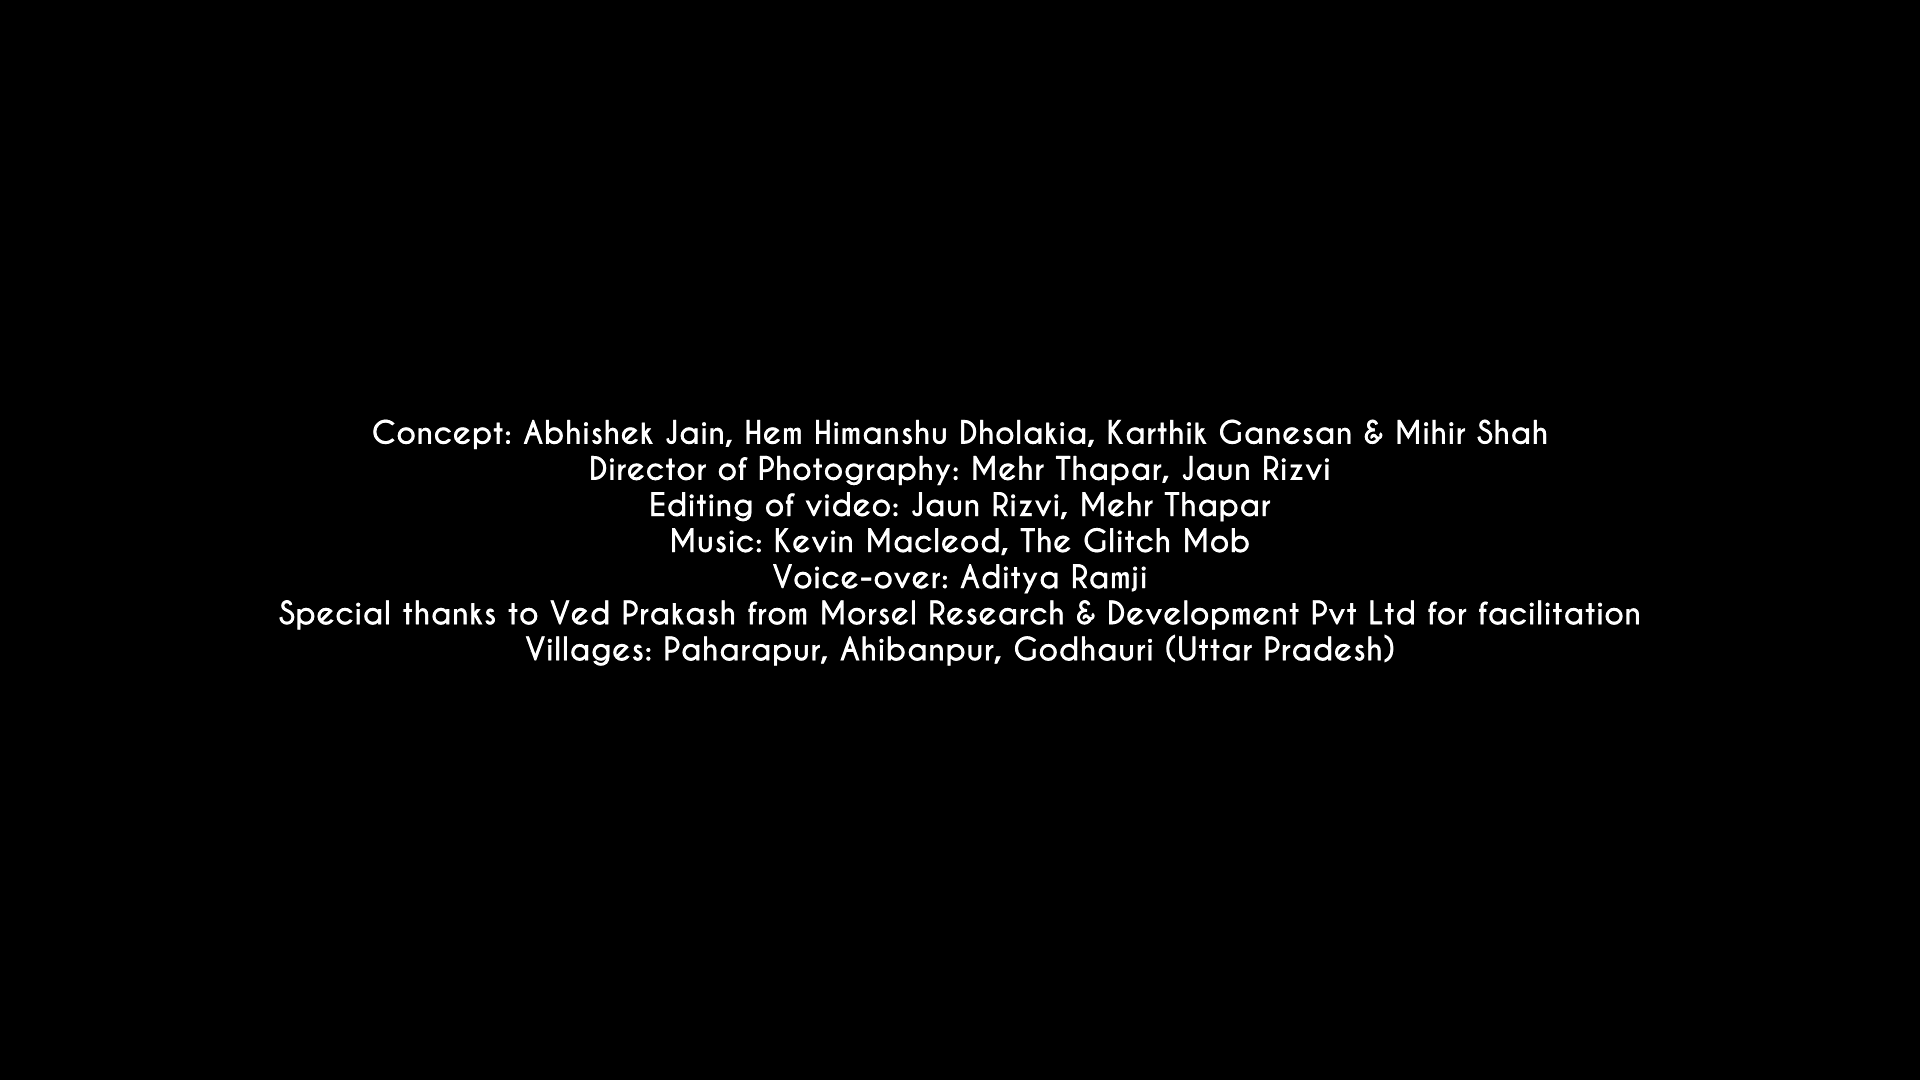 Concept: Abhishek Jain, Hem Himanshu Dholakia, Karthik Ganesan & Mihir Shah
Director of Photography: Mehr Thapar, Jaun Rizvi
Editing of video: Jaun Rizvi, Mehr Thapar
Music: Kevin Macleod, The Glitch Mob
Voice-over: Aditya Ramji
Special thanks to Ved Prakash from Morsel Research & Development Pvt Ltd for facilitation
Villages: Paharapur, Ahibanpur, Godhauri (Uttar Pradesh)